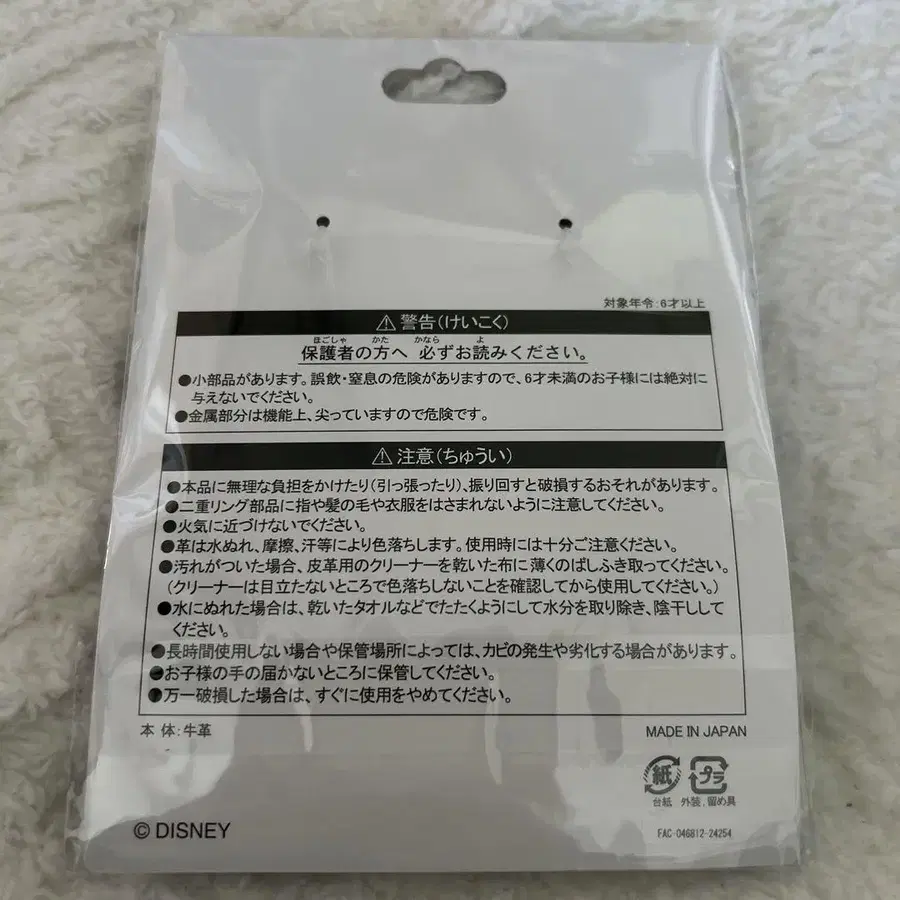 対象年令:6才以上
⚠警告(けいこく)
ほごしゃ かた かなら よ
保護者の方へ 必ずお読みください。
●小部品があります。誤飲・窒息の危険がありますので、6才未満のお子様には絶対に
与えないでください。
●金属部分は機能上、尖っていますので危険です。
⚠注意(ちゅうい)
●本品に無理な負担をかけたり(引っ張ったり)、振り回すと破損するおそれがあります。
●二重リング部品に指や髪の毛や衣服をはさまれないように注意してください。
●火気に近づけないでください。
●革は水ぬれ、摩擦、汗等により色落ちします。使用時には十分ご注意ください。
●汚れがついた場合、皮革用のクリーナーを乾いた布に薄くのばしふき取ってください。
(クリーナーは目立たないところで色落ちしないことを確認してから使用してください。)
●水にぬれた場合は、乾いたタオルなどでたたくようにして水分を取り除き、陰干しして
ください。
●長時間使用しない場合や保管場所によっては、カビの発生や劣化する場合があります。
●お子様の手の届かないところに保管してください。
●万一破損した場合は、すぐに使用をやめてください。
本体:牛革
MADE IN JAPAN
紙 プラ
台紙 外装、留め具
© DISNEY
FAC-046812-24254